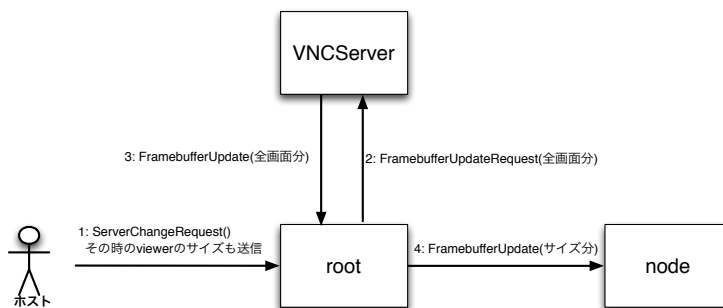 VNCServer
3: FramebufferUpdate(全画面分)
2: FramebufferUpdateRequest(全画面分)
1: ServerChangeRequest()
その時のviewerのサイズも送信
root
4: FramebufferUpdate(サイズ分)
node
ホスト